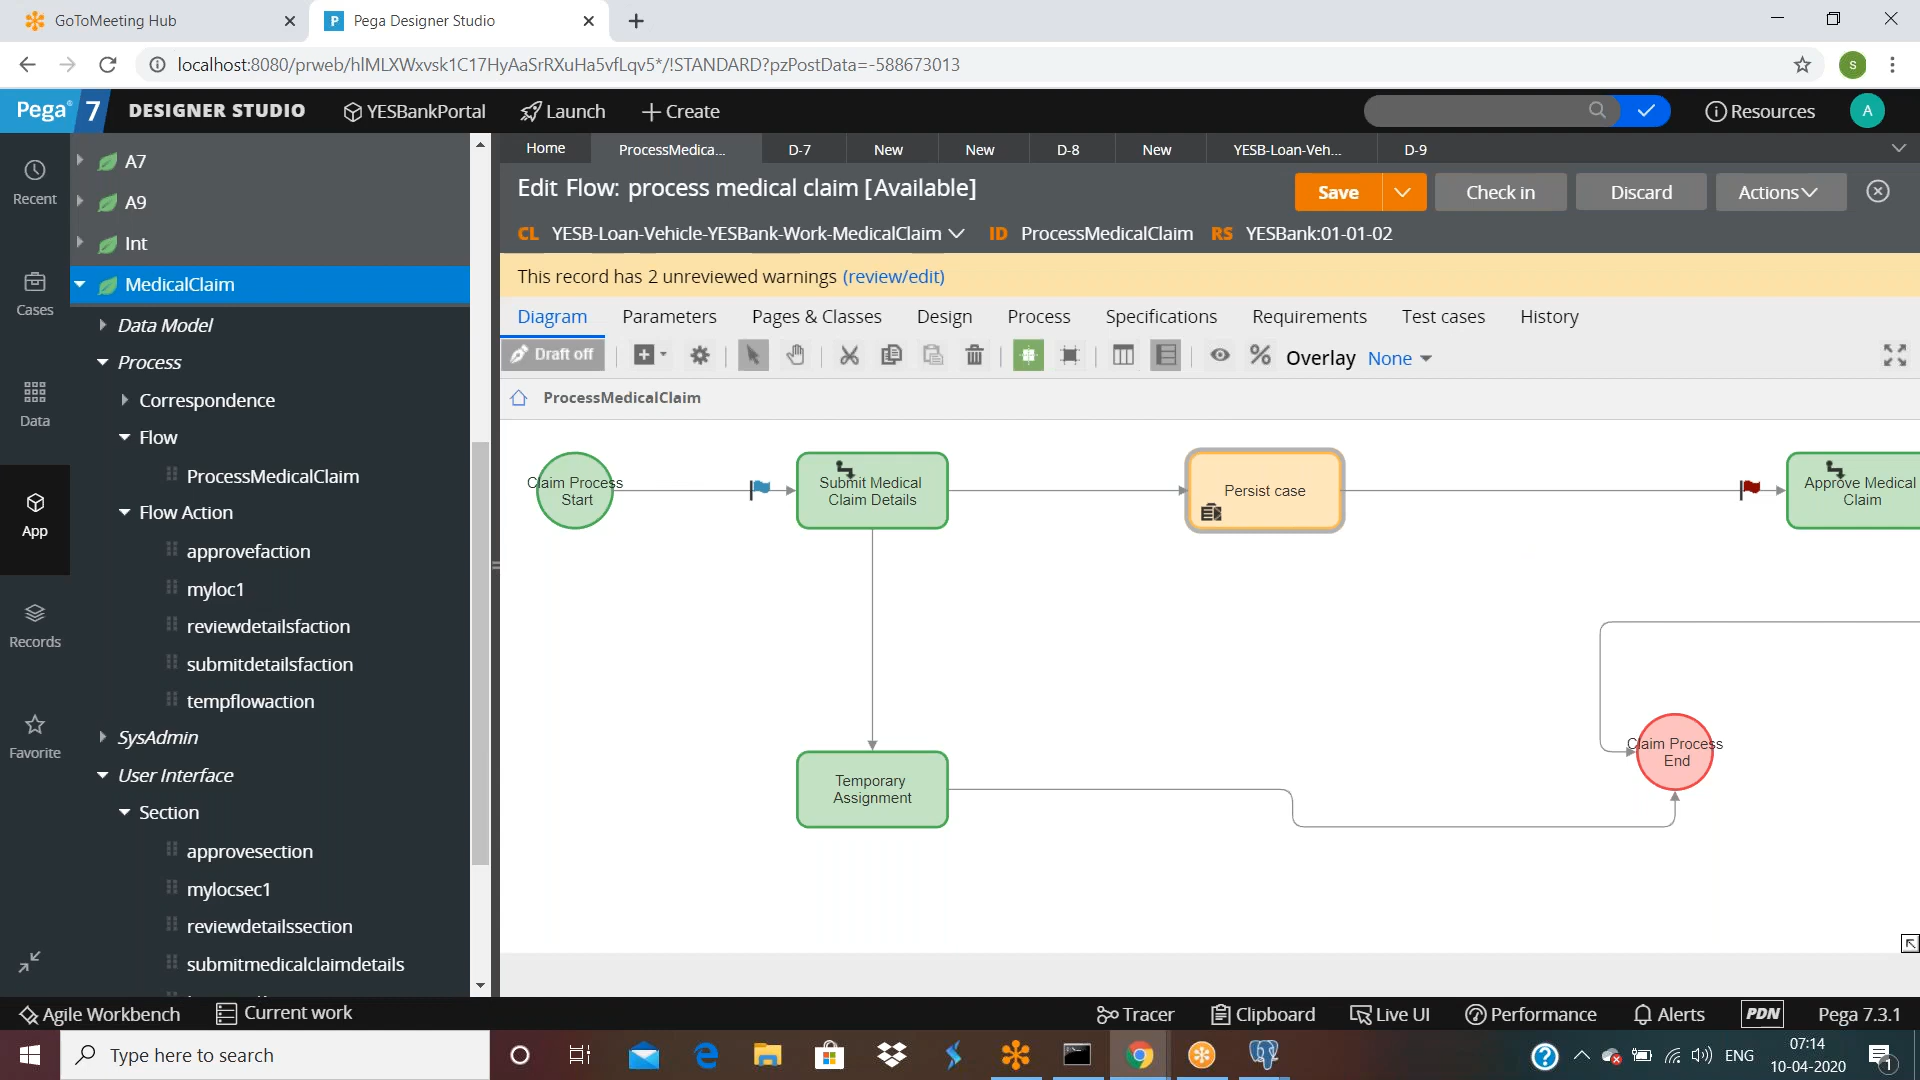 GoToMeeting Hub
Pega Designer Studio
localhost:8080/prweb/hIMLXWxvsk1C17HyAaSrRXuHa5vfLqv5*/!STANDARD?pzPostData=-588673013
s
Pega 7 DESIGNER STUDIO YESBankPortal Launch Create Resources A
Home ProcessMedica... D-7 New New D-8 New YESB-Loan-Veh... D-9
Edit Flow: process medical claim [Available]
Save Check in Discard Actions
CL YESB-Loan-Vehicle-YESBank-Work-MedicalClaim ID ProcessMedicalClaim RS YESBank:01-01-02
This record has 2 unreviewed warnings (review/edit)
Diagram Parameters Pages & Classes Design Process Specifications Requirements Test cases History
Draft off Overlay None
ProcessMedicalClaim
Recent
Cases
Data
App
Records
Favorite
A7
A9
Int
MedicalClaim
Data Model
Process
Correspondence
Flow
ProcessMedicalClaim
Flow Action
approvefaction
myloc1
reviewdetailsfaction
submitdetailsfaction
tempflowaction
SysAdmin
User Interface
Section
approvesection
mylocsec1
reviewdetailssection
submitmedicalclaimdetails
Claim Process
Start
Submit Medical
Claim Details
Persist case
Approve Medical
Claim
Temporary
Assignment
Claim Process
End
Agile Workbench Current work Tracer Clipboard Live UI Performance Alerts PDN Pega 7.3.1
Type here to search
ENG
07:14
10-04-2020
1